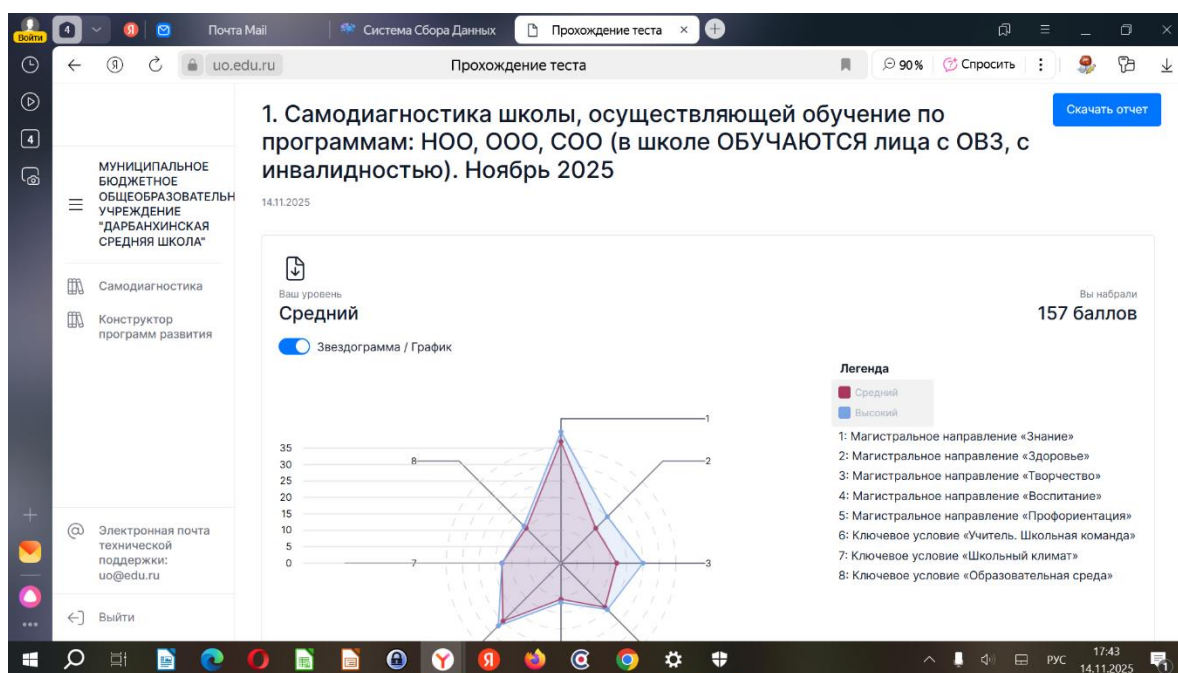 Войти
4
Я
Почта Mail
Система Сбора Данных
Прохождение теста
uo.edu.ru
Прохождение теста
90 %
Спросить
4
МУНИЦИПАЛЬНОЕ
БЮДЖЕТНОЕ
ОБЩЕОБРАЗОВАТЕЛЬН
УЧРЕЖДЕНИЕ
"ДАРБАНХИНСКАЯ
СРЕДНЯЯ ШКОЛА"
Самодиагностика
Конструктор
программ развития
Электронная почта
технической
поддержки:
uo@edu.ru
Выйти
1. Самодиагностика школы, осуществляющей обучение по
программам: НОО, ООО, СОО (в школе ОБУЧАЮТСЯ лица с ОВЗ, с
инвалидностью). Ноябрь 2025
Скачать отчет
14.11.2025
Ваш уровень
Средний
Вы набрали
157 баллов
Звездограмма / График
35
30
25
20
15
10
5
0
1
2
3
7
8
Легенда
Средний
Высокий
1: Магистральное направление «Знание»
2: Магистральное направление «Здоровье»
3: Магистральное направление «Творчество»
4: Магистральное направление «Воспитание»
5: Магистральное направление «Профориентация»
6: Ключевое условие «Учитель. Школьная команда»
7: Ключевое условие «Школьный климат»
8: Ключевое условие «Образовательная среда»
РУС
17:43
14.11.2025
1